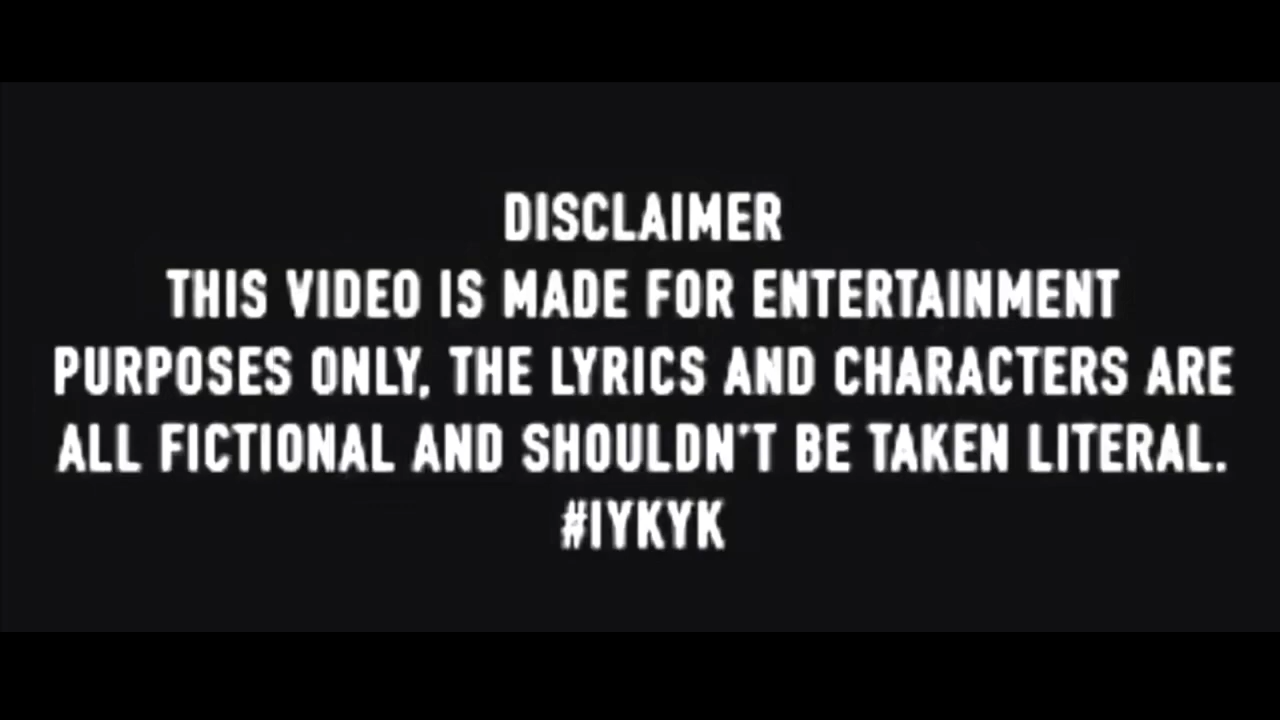 DISCLAIMER
THIS VIDEO IS MADE FOR ENTERTAINMENT
PURPOSES ONLY, THE LYRICS AND CHARACTERS ARE
ALL FICTIONAL AND SHOULDN'T BE TAKEN LITERAL.
#IYKYK